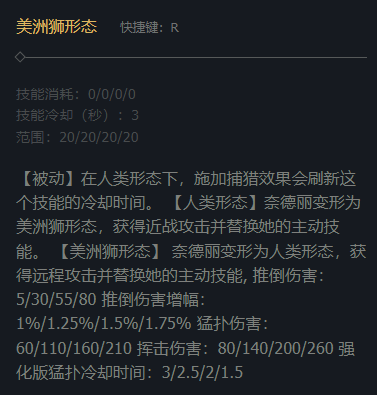 美洲狮形态 快捷键：R
技能消耗：0/0/0/0
技能冷却（秒）：3
范围：20/20/20/20
【被动】在人类形态下，施加捕猎效果会刷新这
个技能的冷却时间。 【人类形态】奈德丽变形为
美洲狮形态，获得近战攻击并替换她的主动技
能。 【美洲狮形态】 奈德丽变形为人类形态，获
得远程攻击并替换她的主动技能, 推倒伤害：
5/30/55/80 推倒伤害增幅：
1%/1.25%/1.5%/1.75% 猛扑伤害：
60/110/160/210 挥击伤害：80/140/200/260 强
化版猛扑冷却时间：3/2.5/2/1.5